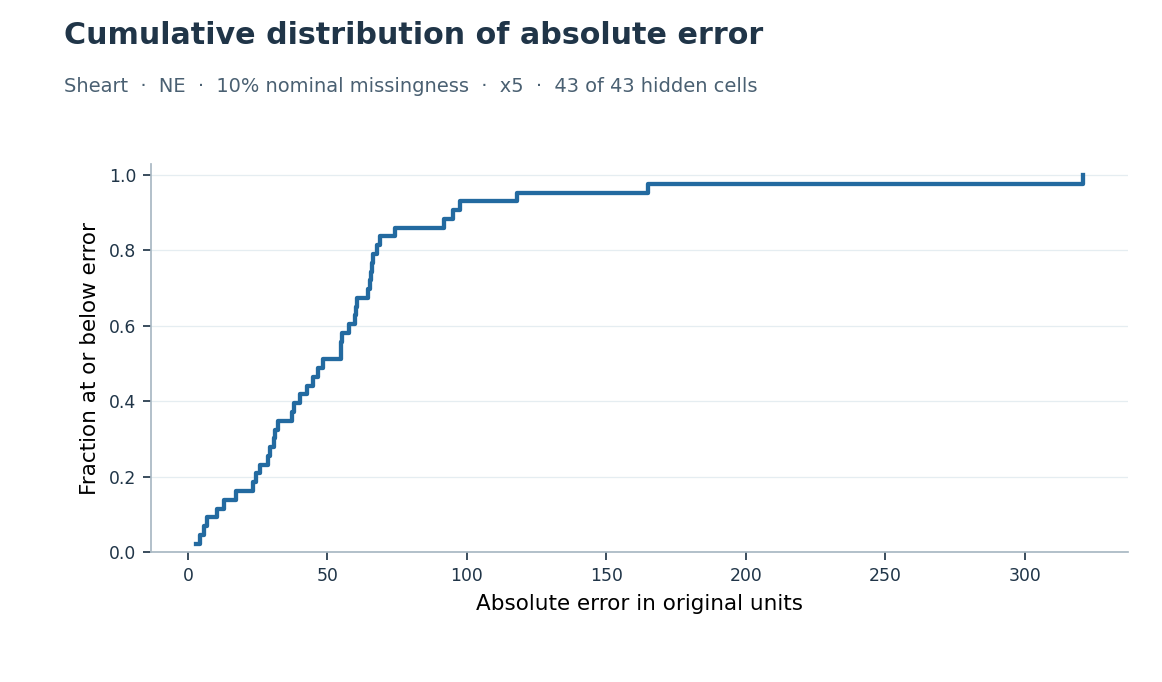 Cumulative distribution of absolute error
Sheart · NE · 10% nominal missingness · x5 · 43 of 43 hidden cells
1.0
0.8
0.6
0.4
0.2
0.0
Fraction at or below error
0 50 100 150 200 250 300
Absolute error in original units